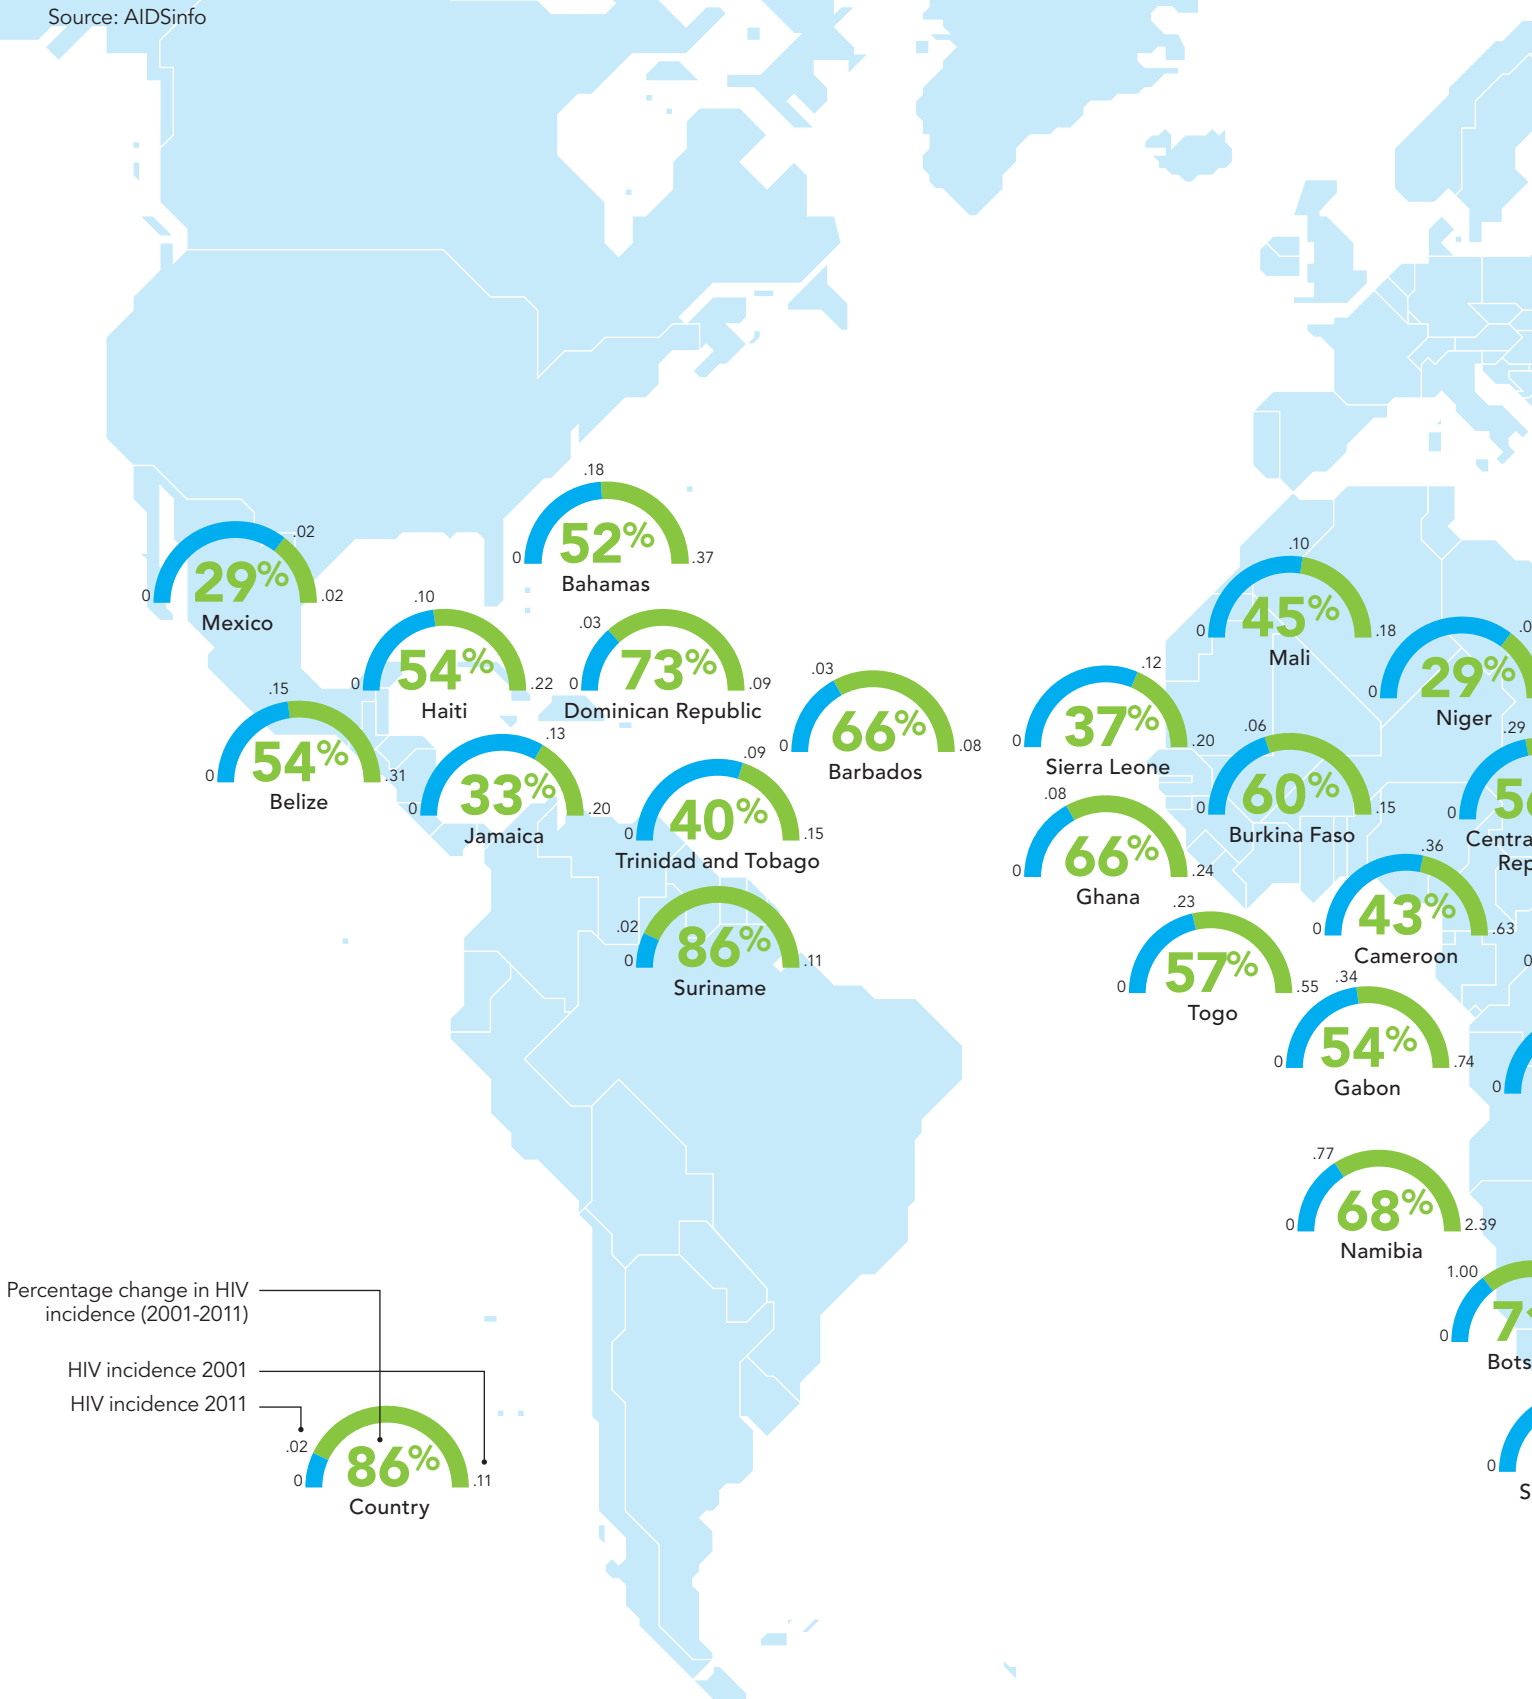 Source: AIDSinfo
.18
52%
0
.37
Bahamas
.02
29%
0
.02
Mexico
.10
54%
0
.22
Haiti
.03
73%
0
.09
Dominican Republic
.03
66%
0
.08
Barbados
.15
54%
0
.31
Belize
.13
33%
0
.20
Jamaica
.09
40%
0
.15
Trinidad and Tobago
.02
86%
0
.11
Suriname
.10
45%
0
.18
Mali
.0
29%
0
Niger
.12
37%
0
.20
Sierra Leone
.06
60%
0
.15
Burkina Faso
.29
0
Centra
Rep
.08
66%
0
.24
Ghana
.36
43%
0
.63
Cameroon
0
.23
57%
0
.55
Togo
.34
54%
0
.74
Gabon
0
.77
68%
0
2.39
Namibia
1.00
7
0
Bots
0
S
Percentage change in HIV
incidence (2001-2011)
HIV incidence 2001
HIV incidence 2011
.02
86%
0
.11
Country